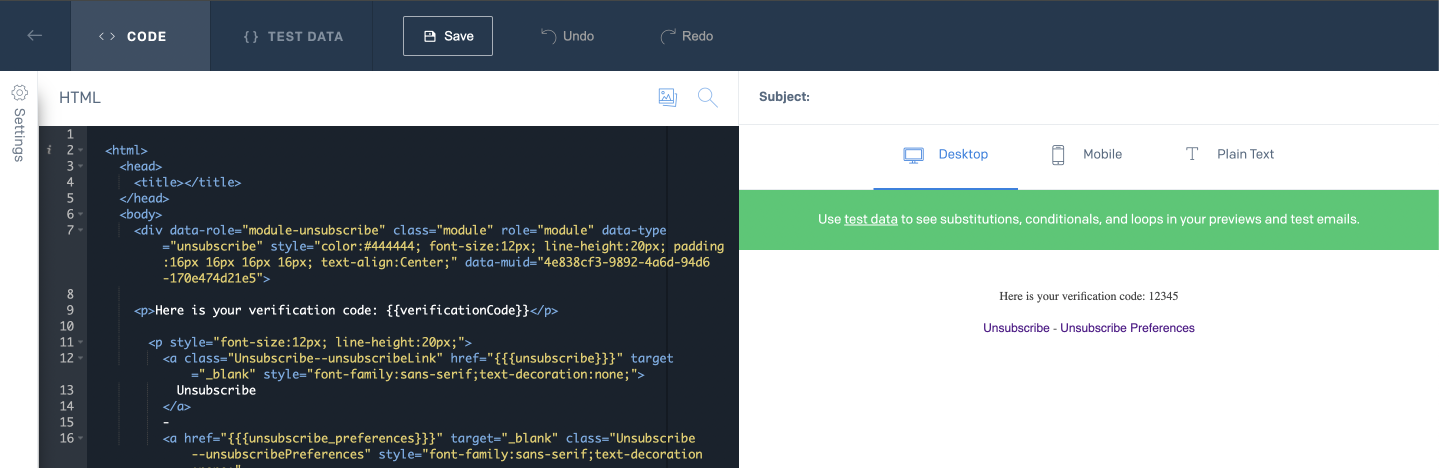 ← <> CODE {} TEST DATA Save Undo Redo
Settings
HTML
Subject:
1
2 <html>
3 <head>
4 <title></title>
5 </head>
6 <body>
7 <div data-role="module-unsubscribe" class="module" role="module" data-type
="unsubscribe" style="color:#444444; font-size:12px; line-height:20px; padding
:16px 16px 16px 16px; text-align:Center;" data-muid="4e838cf3-9892-4a6d-94d6
-170e474d21e5">
8
9 <p>Here is your verification code: {{verificationCode}}</p>
10
11 <p style="font-size:12px; line-height:20px;">
12 <a class="Unsubscribe--unsubscribeLink" href="{{{unsubscribe}}}" target
="_blank" style="font-family:sans-serif;text-decoration:none;">
13 Unsubscribe
14 </a>
15 -
16 <a href="{{{unsubscribe_preferences}}}" target="_blank" class="Unsubscribe
--unsubscribePreferences" style="font-family:sans-serif;text-decoration
Desktop Mobile Plain Text
Use test data to see substitutions, conditionals, and loops in your previews and test emails.
Here is your verification code: 12345
Unsubscribe - Unsubscribe Preferences